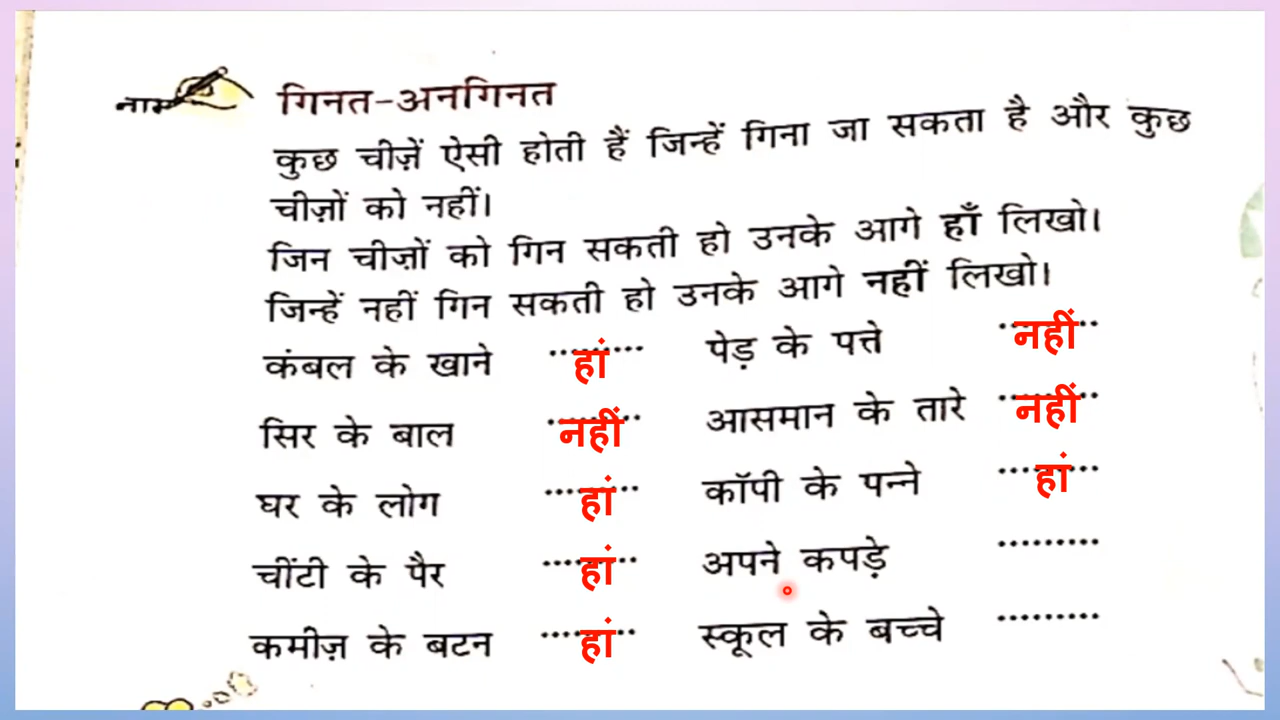 नाम
गिनत-अनगिनत
कुछ चीज़ें ऐसी होती हैं जिन्हें गिना जा सकता है और कुछ
चीज़ों को नहीं।
जिन चीज़ों को गिन सकती हो उनके आगे हाँ लिखो।
जिन्हें नहीं गिन सकती हो उनके आगे नहीं लिखो।
कंबल के खाने ......... हां पेड़ के पत्ते ......... नहीं
सिर के बाल ......... नहीं आसमान के तारे ......... नहीं
घर के लोग ......... हां कॉपी के पन्ने ......... हां
चींटी के पैर ......... हां अपने कपड़े .........
कमीज़ के बटन ......... हां स्कूल के बच्चे .........